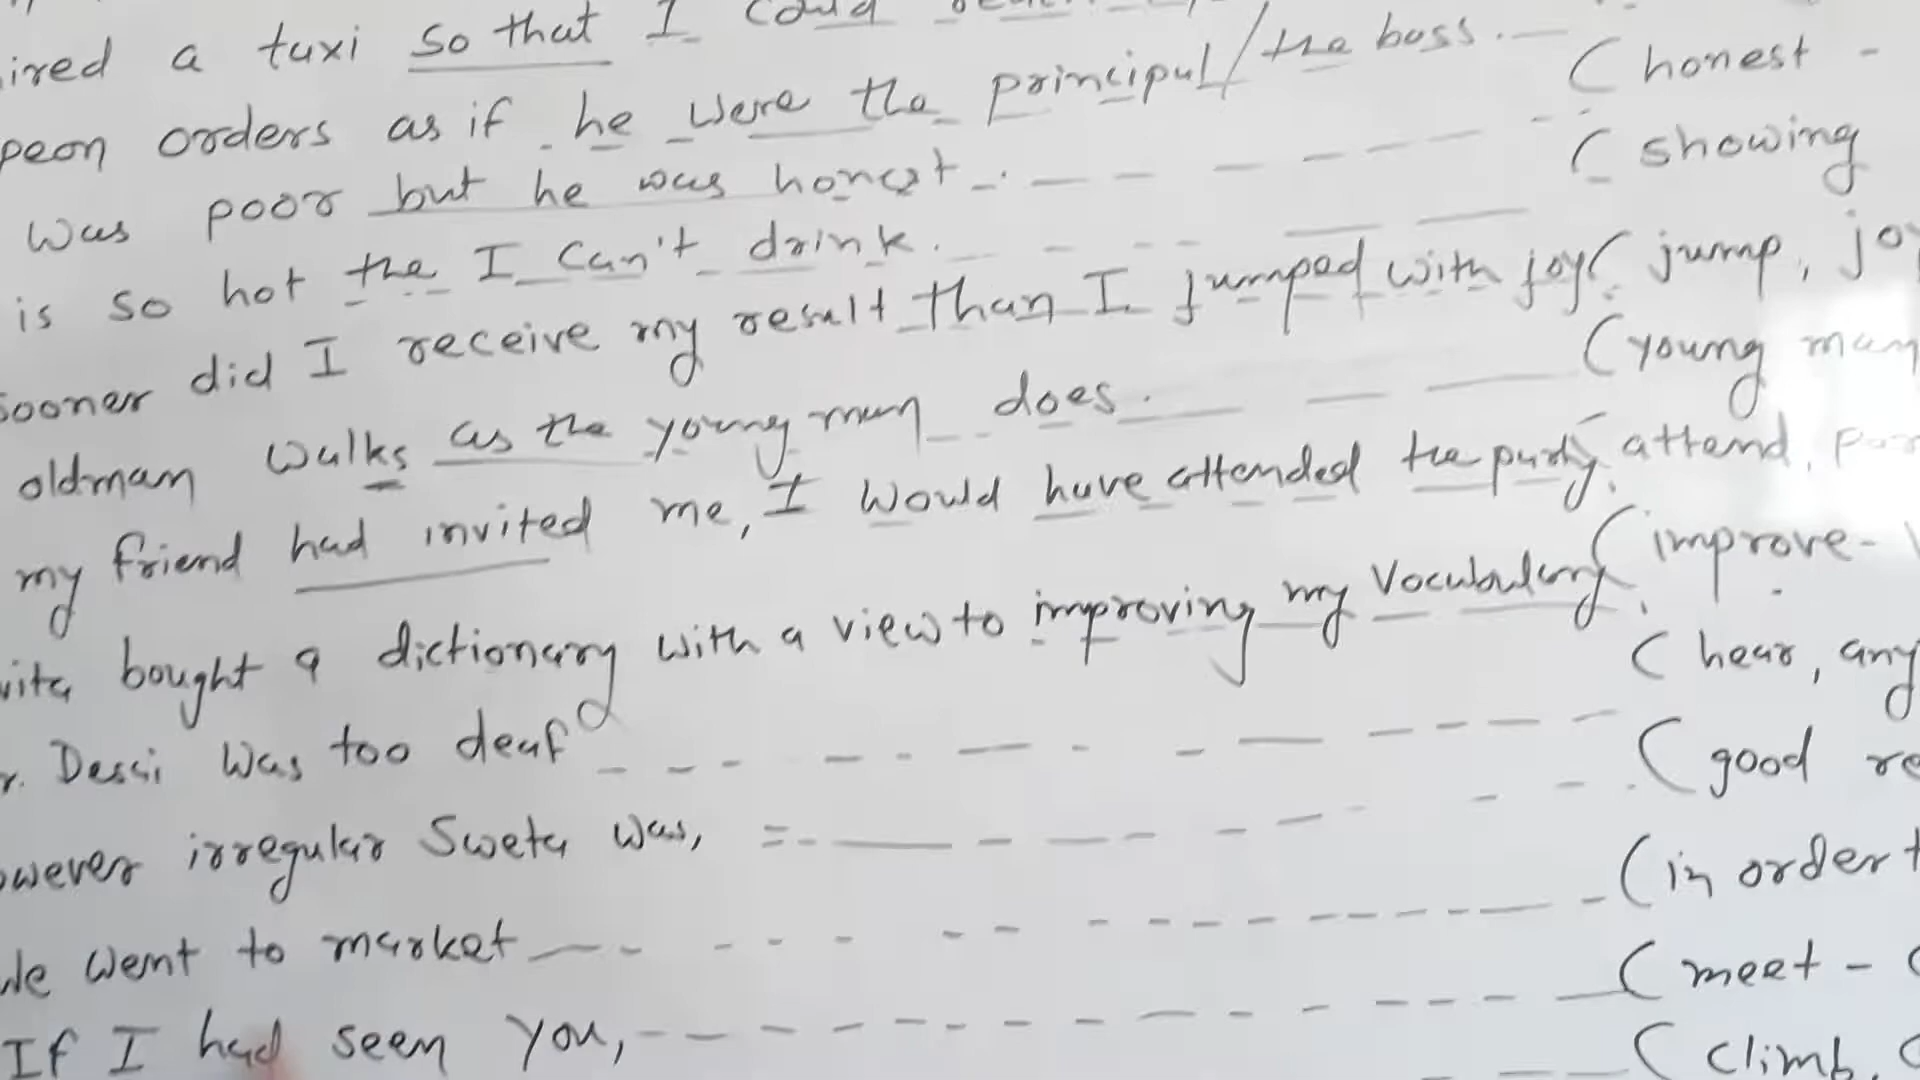 ired a taxi so that I could
peon orders as if he were the principal/the boss. (honest -
was poor but he was honest (showing
is so hot the I can't drink. (jump, jo
sooner did I receive my result than I jumped with joy (young man
oldman walks as the young man does. attend,
my friend had invited me, I would have attended the party (improve-
vita bought a dictionary with a view to improving my vocabulary (hear, any
r. Desai was too deaf (good re
owever irregular Sweta was, (in order t
We went to market (meet -
If I had seen you, (climb,